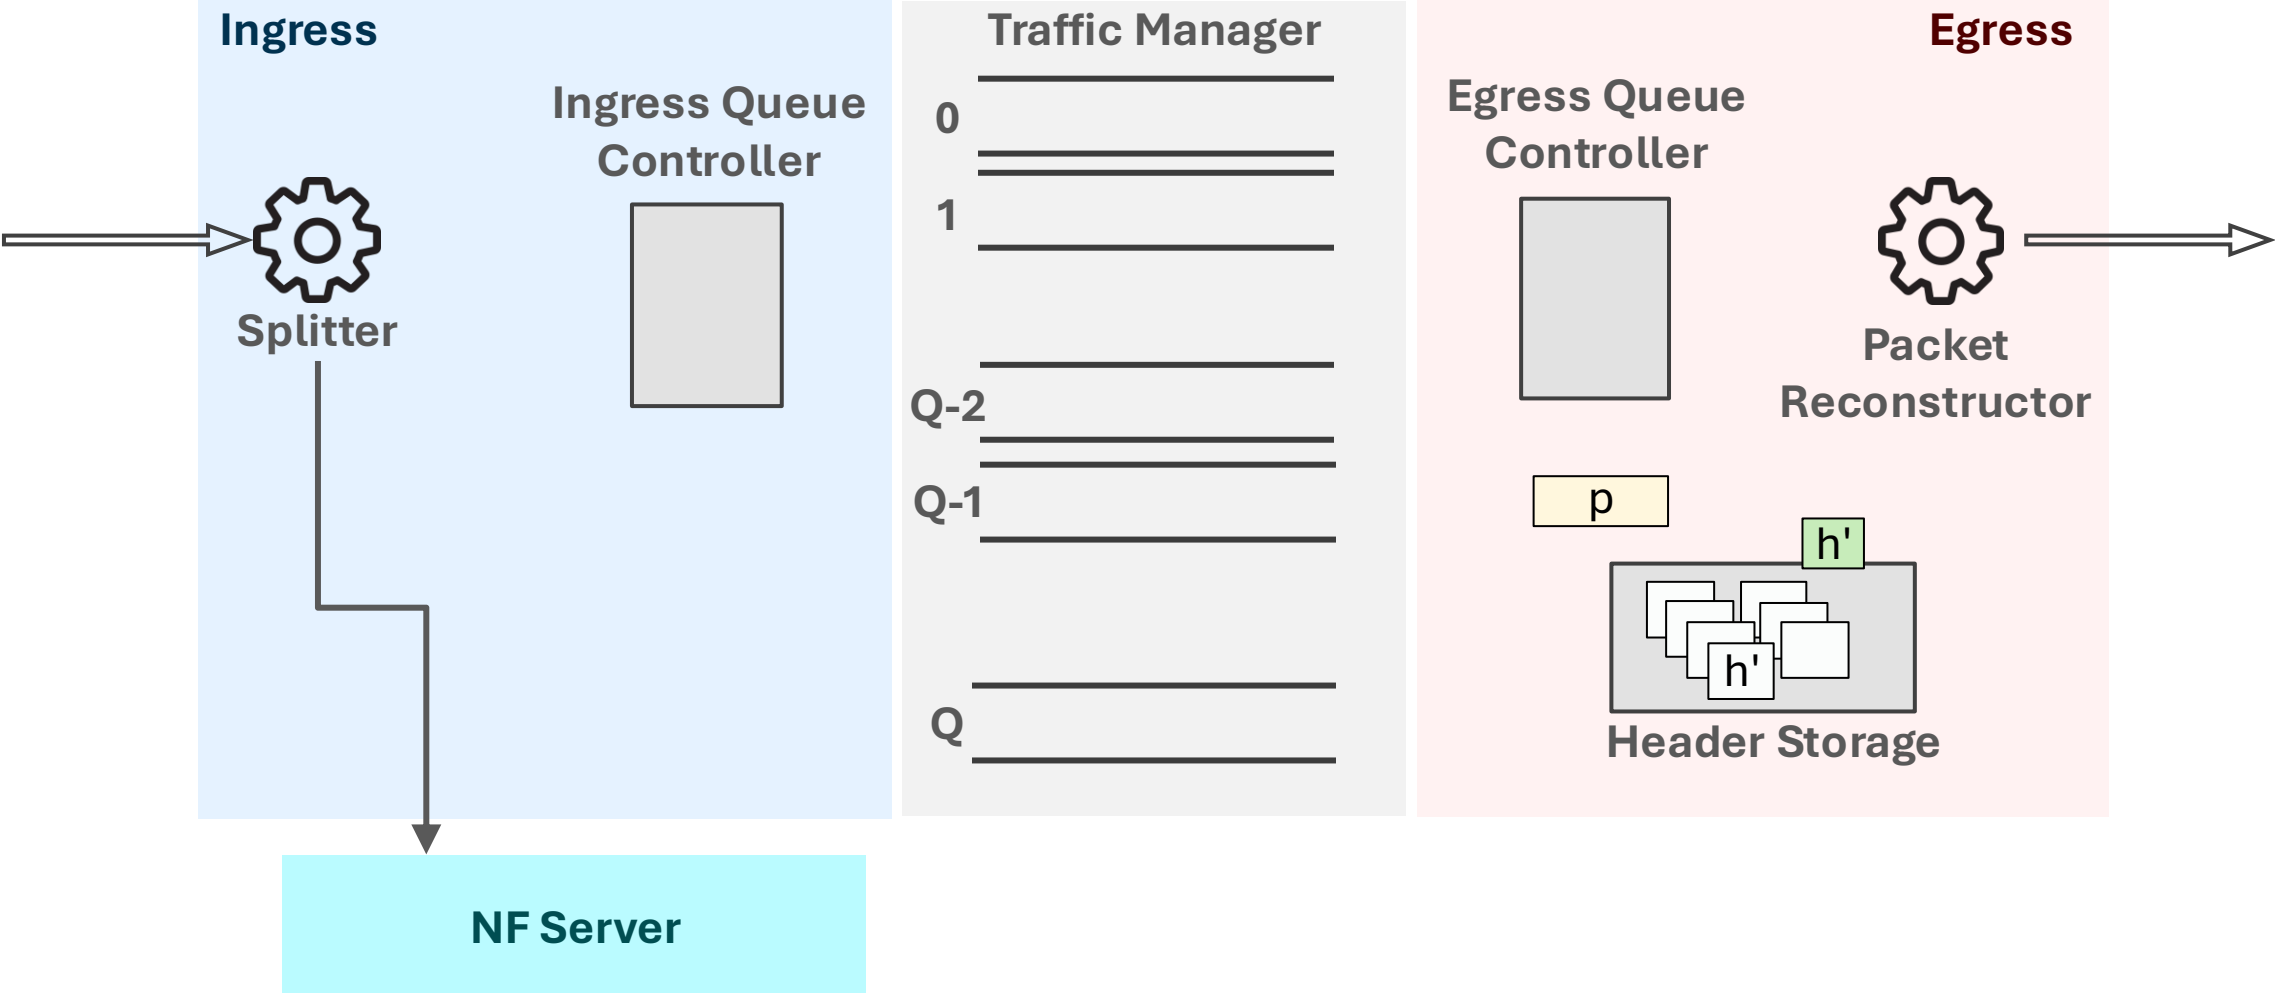 Ingress
Traffic Manager
Egress
Ingress Queue
Controller
0
Egress Queue
Controller
1
Splitter
Packet
Reconstructor
Q-2
Q-1
p
h'
h'
Q
Header Storage
NF Server